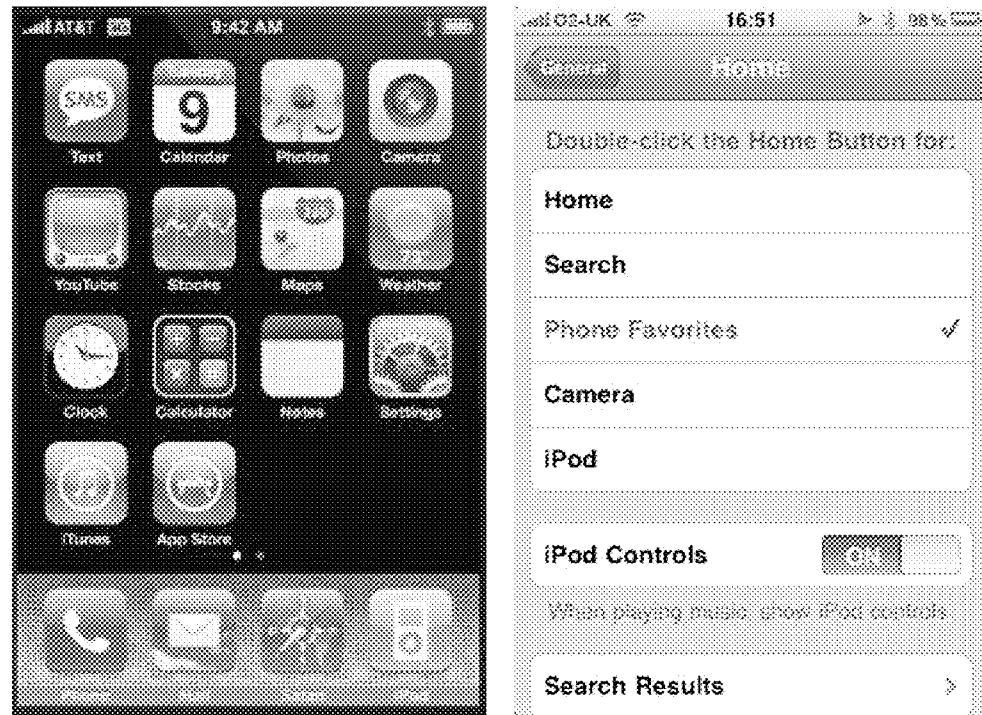 AT&T 3G 9:42 AM
SMS 9
Text Calendar Photos Camera
YouTube Stocks Maps Weather
Clock Calculator Notes Settings
iTunes App Store
O2-UK 16:51 98%
General Home
Double-click the Home Button for:
Home
Search
Phone Favorites
Camera
iPod
iPod Controls ON
When playing music, show iPod controls.
Search Results